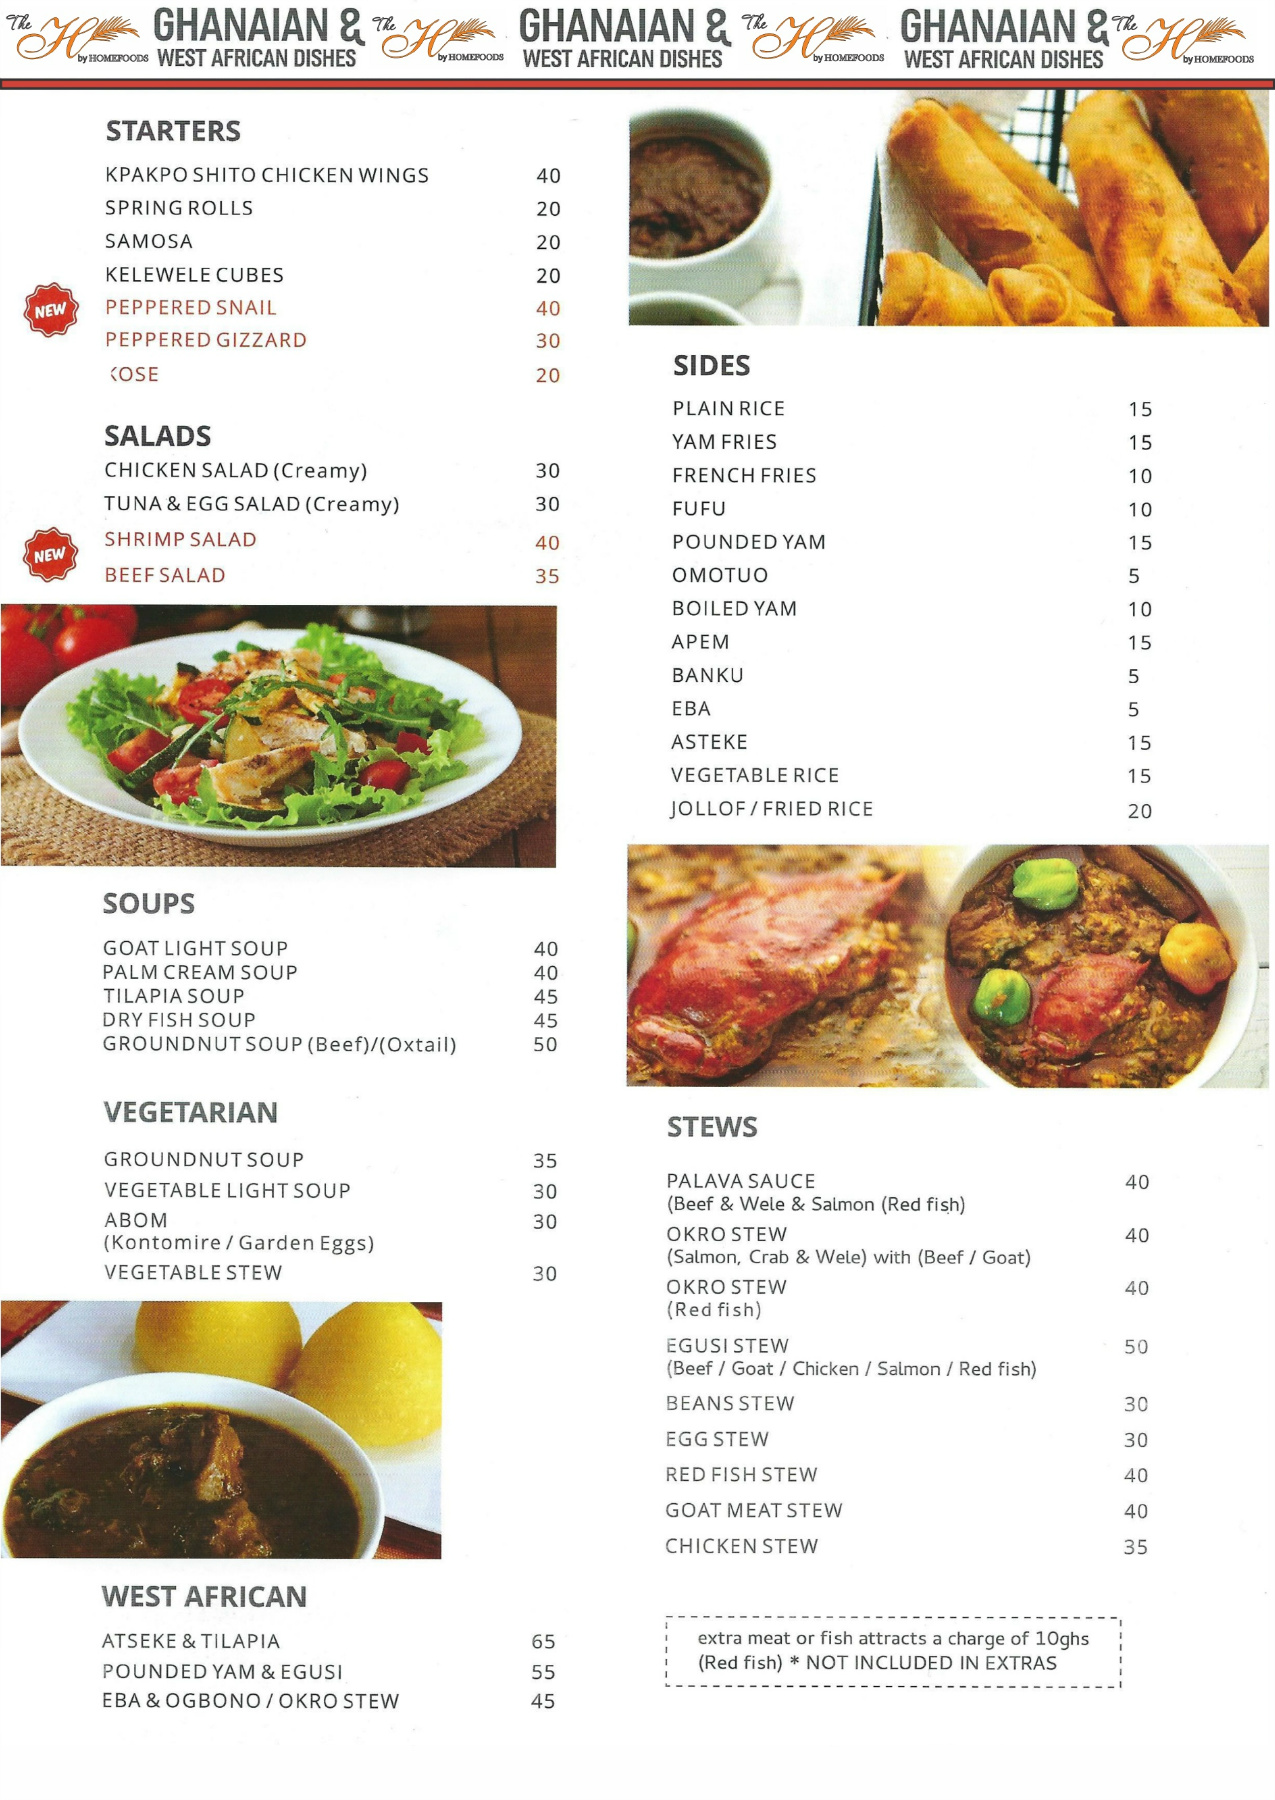 The H by HOMEFOODS GHANAIAN & WEST AFRICAN DISHES The H by HOMEFOODS GHANAIAN & WEST AFRICAN DISHES The H by HOMEFOODS GHANAIAN & WEST AFRICAN DISHES The H by HOMEFOODS
STARTERS
KPAKPO SHITO CHICKEN WINGS 40
SPRING ROLLS 20
SAMOSA 20
KELEWELE CUBES 20
NEW
PEPPERED SNAIL 40
PEPPERED GIZZARD 30
KOSE 20
SALADS
CHICKEN SALAD (Creamy) 30
TUNA & EGG SALAD (Creamy) 30
NEW
SHRIMP SALAD 40
BEEF SALAD 35
SOUPS
GOAT LIGHT SOUP 40
PALM CREAM SOUP 40
TILAPIA SOUP 45
DRY FISH SOUP 45
GROUNDNUT SOUP (Beef)/(Oxtail) 50
VEGETARIAN
GROUNDNUT SOUP 35
VEGETABLE LIGHT SOUP 30
ABOM 30
(Kontomire / Garden Eggs)
VEGETABLE STEW 30
WEST AFRICAN
ATSEKE & TILAPIA 65
POUNDED YAM & EGUSI 55
EBA & OGBONO / OKRO STEW 45
SIDES
PLAIN RICE 15
YAM FRIES 15
FRENCH FRIES 10
FUFU 10
POUNDED YAM 15
OMOTUO 5
BOILED YAM 10
APEM 15
BANKU 5
EBA 5
ASTEKE 15
VEGETABLE RICE 15
JOLLOF / FRIED RICE 20
STEWS
PALAVA SAUCE 40
(Beef & Wele & Salmon (Red fish)
OKRO STEW 40
(Salmon, Crab & Wele) with (Beef / Goat)
OKRO STEW 40
(Red fish)
EGUSI STEW 50
(Beef / Goat / Chicken / Salmon / Red fish)
BEANS STEW 30
EGG STEW 30
RED FISH STEW 40
GOAT MEAT STEW 40
CHICKEN STEW 35
extra meat or fish attracts a charge of 10ghs
(Red fish) * NOT INCLUDED IN EXTRAS